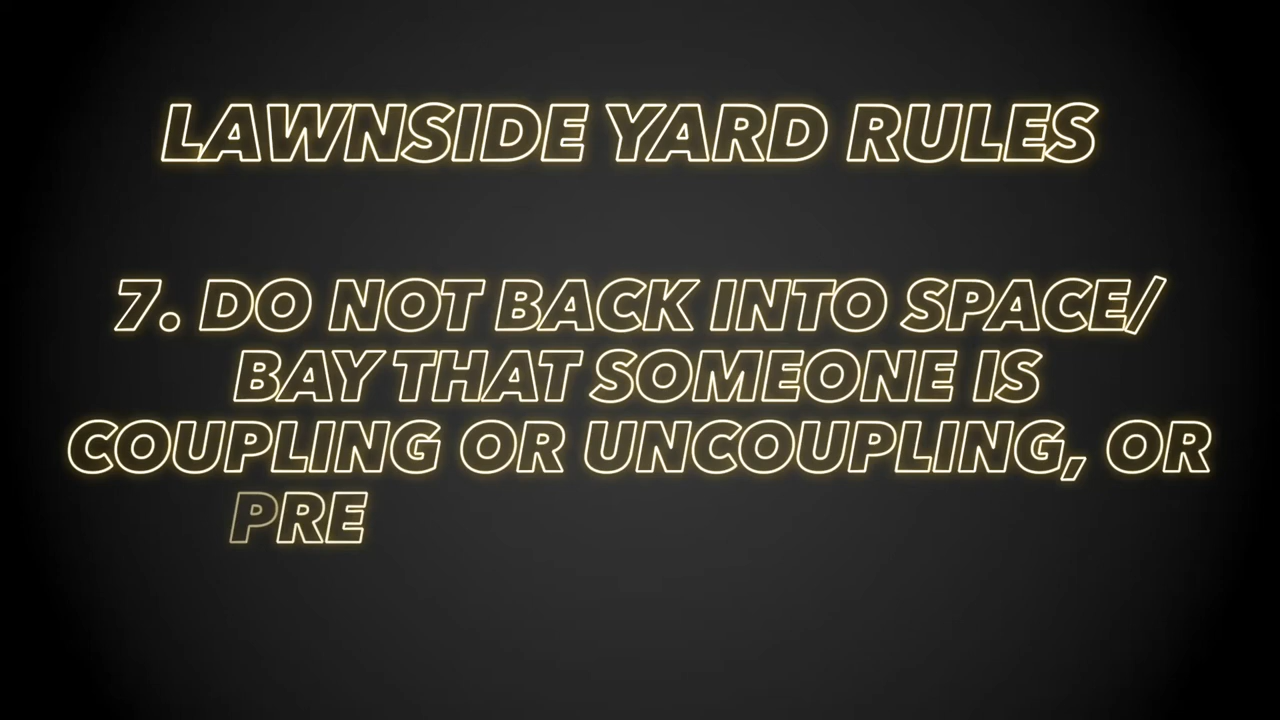 LAWNSIDE YARD RULES
7. DO NOT BACK INTO SPACE/
BAY THAT SOMEONE IS
COUPLING OR UNCOUPLING, OR
PRE